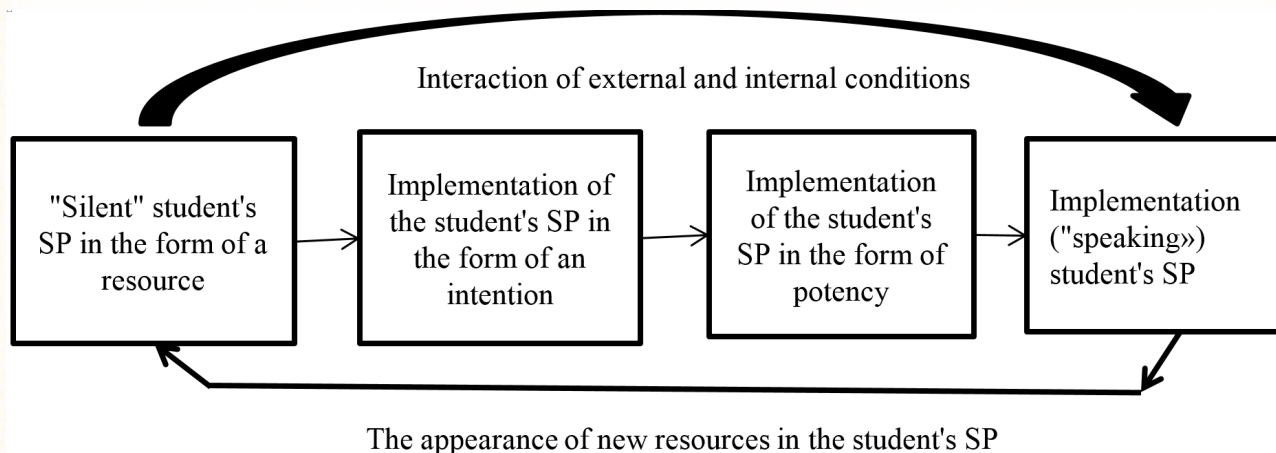 Interaction of external and internal conditions
"Silent" student's
SP in the form of a
resource
Implementation of
the student's SP in
the form of an
intention
Implementation
of the student's
SP in the form of
potency
Implementation
("speaking»)
student's SP
The appearance of new resources in the student's SP